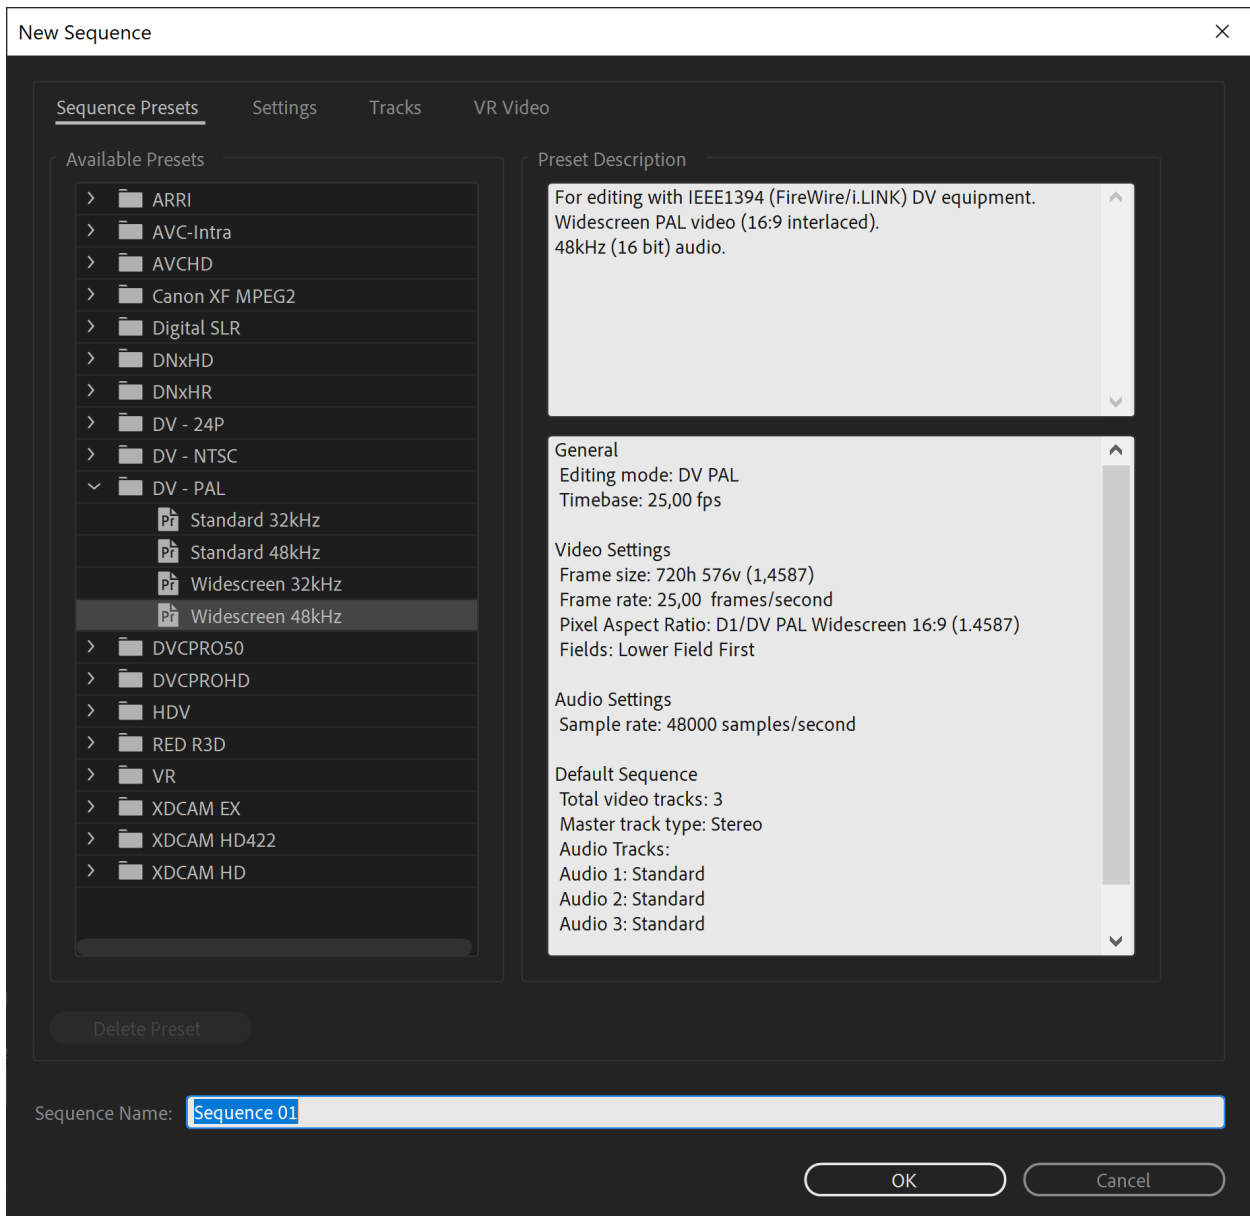 New Sequence
Sequence Presets Settings Tracks VR Video
Available Presets
ARRI
AVC-Intra
AVCHD
Canon XF MPEG2
Digital SLR
DNxHD
DNxHR
DV - 24P
DV - NTSC
DV - PAL
Pr Standard 32kHz
Pr Standard 48kHz
Pr Widescreen 32kHz
Pr Widescreen 48kHz
DVCPRO50
DVCPROHD
HDV
RED R3D
VR
XDCAM EX
XDCAM HD422
XDCAM HD
Preset Description
For editing with IEEE1394 (FireWire/i.LINK) DV equipment.
Widescreen PAL video (16:9 interlaced).
48kHz (16 bit) audio.
General
Editing mode: DV PAL
Timebase: 25,00 fps
Video Settings
Frame size: 720h 576v (1,4587)
Frame rate: 25,00 frames/second
Pixel Aspect Ratio: D1/DV PAL Widescreen 16:9 (1.4587)
Fields: Lower Field First
Audio Settings
Sample rate: 48000 samples/second
Default Sequence
Total video tracks: 3
Master track type: Stereo
Audio Tracks:
Audio 1: Standard
Audio 2: Standard
Audio 3: Standard
Delete Preset
Sequence Name: Sequence 01
OK Cancel